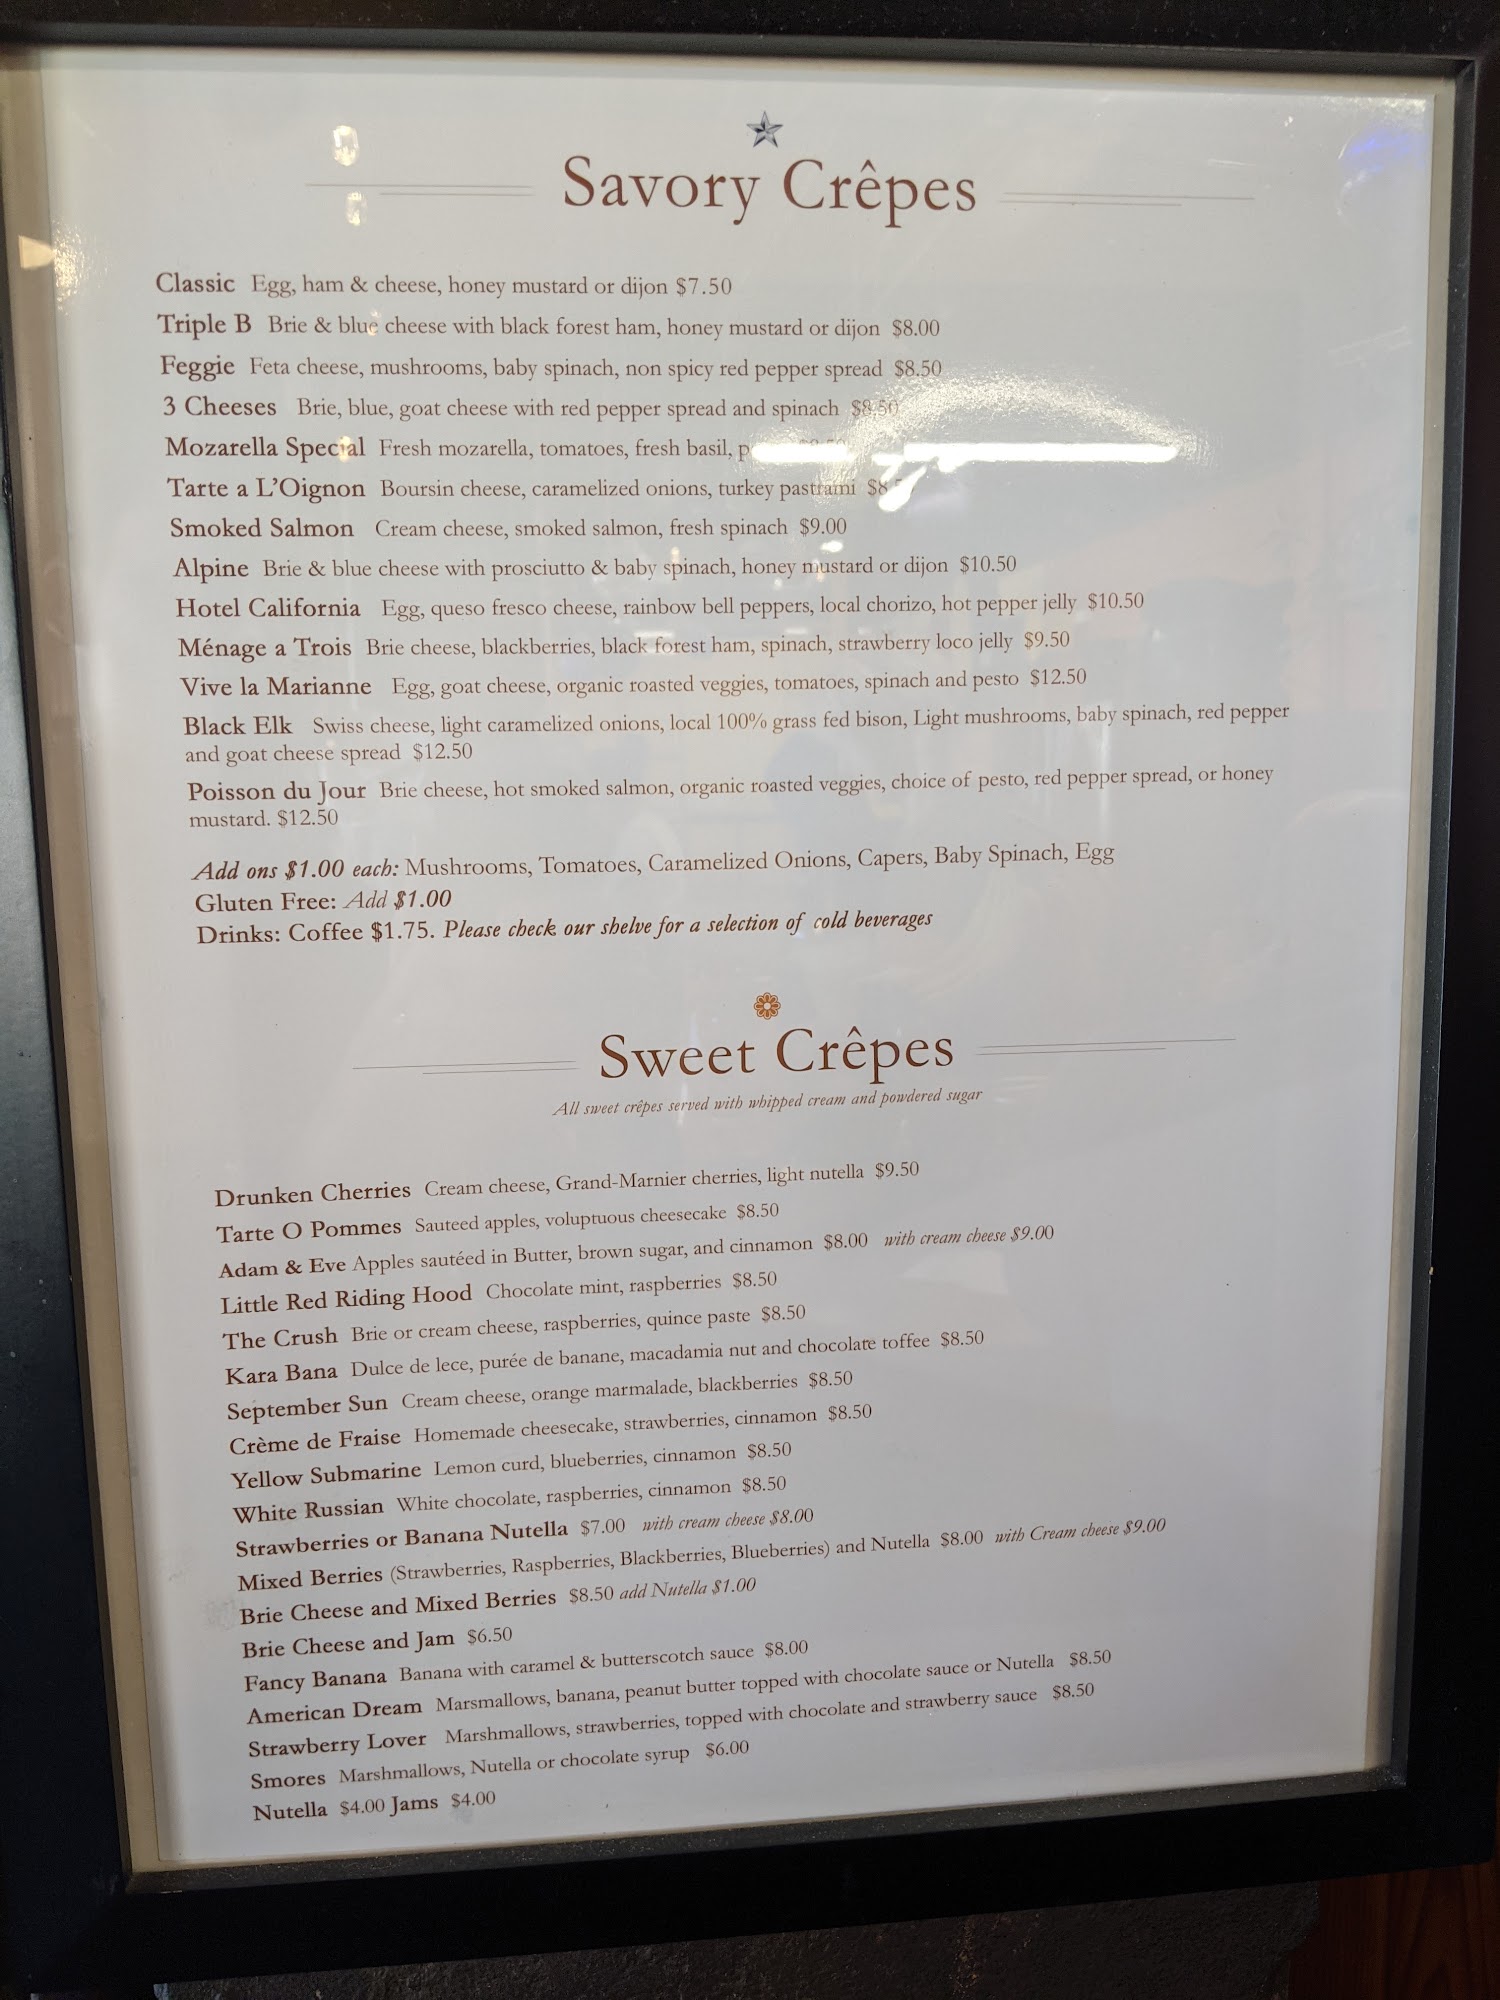 Savory Crêpes
Classic Egg, ham & cheese, honey mustard or dijon $7.50
Triple B Brie & blue cheese with black forest ham, honey mustard or dijon $8.00
Feggie Feta cheese, mushrooms, baby spinach, non spicy red pepper spread $8.50
3 Cheeses Brie, blue, goat cheese with red pepper spread and spinach $8.50
Mozarella Special Fresh mozarella, tomatoes, fresh basil,
Tarte a L'Oignon Boursin cheese, caramelized onions, turkey pastrami
Smoked Salmon Cream cheese, smoked salmon, fresh spinach $9.00
Alpine Brie & blue cheese with prosciutto & baby spinach, honey mustard or dijon $10.50
Hotel California Egg, queso fresco cheese, rainbow bell peppers, local chorizo, hot pepper jelly $10.50
Ménage a Trois Brie cheese, blackberries, black forest ham, spinach, strawberry loco jelly $9.50
Vive la Marianne Egg, goat cheese, organic roasted veggies, tomatoes, spinach and pesto $12.50
Black Elk Swiss cheese, light caramelized onions, local 100% grass fed bison, Light mushrooms, baby spinach, red pepper
and goat cheese spread $12.50
Poisson du Jour Brie cheese, hot smoked salmon, organic roasted veggies, choice of pesto, red pepper spread, or honey
mustard. $12.50
Add ons $1.00 each: Mushrooms, Tomatoes, Caramelized Onions, Capers, Baby Spinach, Egg
Gluten Free: Add $1.00
Drinks: Coffee $1.75. Please check our shelve for a selection of cold beverages
Sweet Crêpes
All sweet crêpes served with whipped cream and powdered sugar
Drunken Cherries Cream cheese, Grand-Marnier cherries, light nutella $9.50
Tarte O Pommes Sauteed apples, voluptuous cheesecake $8.50
Adam & Eve Apples sautéed in Butter, brown sugar, and cinnamon $8.00 with cream cheese $9.00
Little Red Riding Hood Chocolate mint, raspberries $8.50
The Crush Brie or cream cheese, raspberries, quince paste $8.50
Kara Bana Dulce de lece, purée de banane, macadamia nut and chocolate toffee $8.50
September Sun Cream cheese, orange marmalade, blackberries $8.50
Crème de Fraise Homemade cheesecake, strawberries, cinnamon $8.50
Yellow Submarine Lemon curd, blueberries, cinnamon $8.50
White Russian White chocolate, raspberries, cinnamon $8.50
Strawberries or Banana Nutella $7.00 with cream cheese $8.00
Mixed Berries (Strawberries, Raspberries, Blackberries, Blueberries) and Nutella $8.00 with Cream cheese $9.00
Brie Cheese and Mixed Berries $8.50 add Nutella $1.00
Brie Cheese and Jam $6.50
Fancy Banana Banana with caramel & butterscotch sauce $8.00
American Dream Marsmallows, banana, peanut butter topped with chocolate sauce or Nutella $8.50
Strawberry Lover Marshmallows, strawberries, topped with chocolate and strawberry sauce $8.50
Smores Marshmallows, Nutella or chocolate syrup $6.00
Nutella $4.00 Jams $4.00